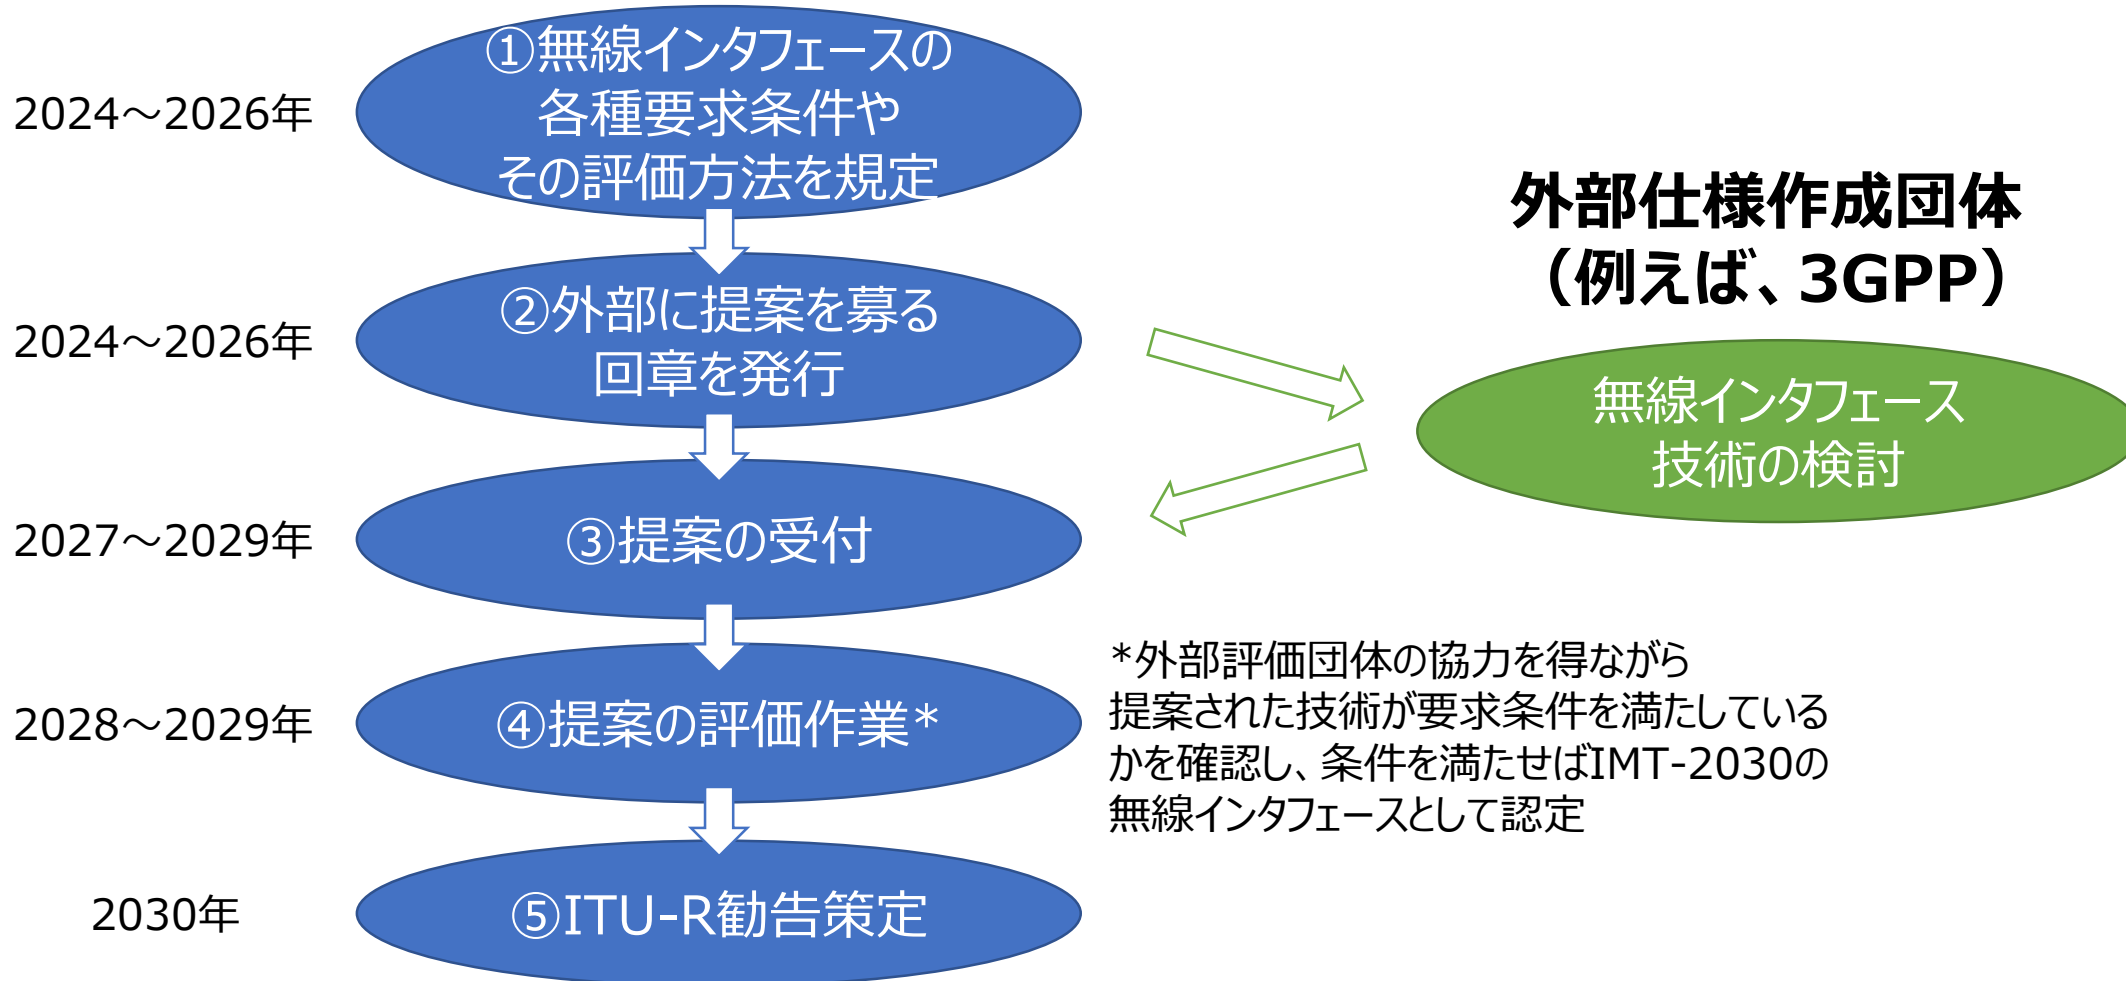 2024～2026年
①無線インタフェースの
各種要求条件や
その評価方法を規定
2024～2026年
②外部に提案を募る
回章を発行
外部仕様作成団体
（例えば、3GPP）
無線インタフェース
技術の検討
2027～2029年
③提案の受付
2028～2029年
④提案の評価作業*
*外部評価団体の協力を得ながら
提案された技術が要求条件を満たしている
かを確認し、条件を満たせばIMT-2030の
無線インタフェースとして認定
2030年
⑤ITU-R勧告策定